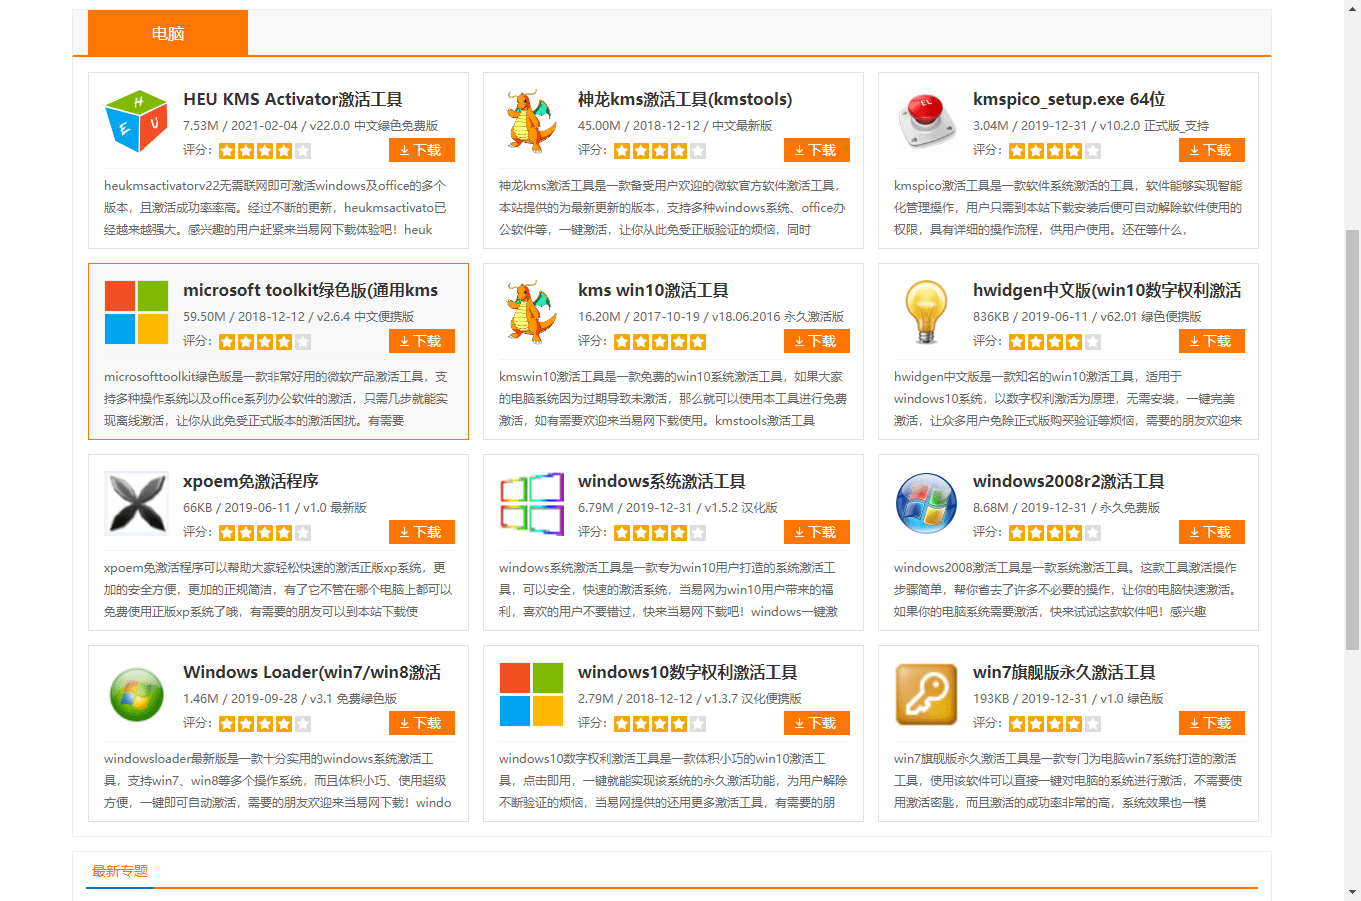 电脑
HEU KMS Activator激活工具
7.53M / 2021-02-04 / v22.0.0 中文绿色免费版
评分:
下载
heukmsactivatorv22无需联网即可激活windows及office的多个
版本，且激活成功率率高。经过不断的更新，heukmsactivato已
经越来越强大。感兴趣的用户赶紧来当易网下载体验吧！heuk
神龙kms激活工具(kmstools)
45.00M / 2018-12-12 / 中文最新版
评分:
下载
神龙kms激活工具是一款备受用户欢迎的微软官方软件激活工具，
本站提供的为最新更新的版本，支持多种windows系统、office办
公软件等，一键激活，让你从此免受正版验证的烦恼，同时
kmspico_setup.exe 64位
3.04M / 2019-12-31 / v10.2.0 正式版_支持
评分:
下载
kmspico激活工具是一款软件系统激活的工具，软件能够实现智能
化管理操作，用户只需到本站下载安装后便可自动解除软件使用的
权限，具有详细的操作流程，供用户使用。还在等什么，
microsoft toolkit绿色版(通用kms
59.50M / 2018-12-12 / v2.6.4 中文便携版
评分:
下载
microsofttoolkit绿色版是一款非常好用的微软产品激活工具，支
持多种操作系统以及office系列办公软件的激活，只需几步就能实
现离线激活，让你从此免受正式版本的激活困扰。有需要
kms win10激活工具
16.20M / 2017-10-19 / v18.06.2016 永久激活版
评分:
下载
kmswin10激活工具是一款免费的win10系统激活工具，如果大家
的电脑系统因为过期导致未激活，那么就可以使用本工具进行免费
激活，如有需要欢迎来当易网下载使用。kmstools激活工具
hwidgen中文版(win10数字权利激活
836KB / 2019-06-11 / v62.01 绿色便携版
评分:
下载
hwidgen中文版是一款知名的win10激活工具，适用于
windows10系统，以数字权利激活为原理，无需安装，一键完美
激活，让众多用户免除正式版购买验证等烦恼，需要的朋友欢迎来
xpoem免激活程序
66KB / 2019-06-11 / v1.0 最新版
评分:
下载
xpoem免激活程序可以帮助大家轻松快速的激活正版xp系统，更
加的安全方便，更加的正规简洁，有了它不管在哪个电脑上都可以
免费使用正版xp系统了哦，有需要的朋友可以到本站下载使
windows系统激活工具
6.79M / 2019-12-31 / v1.5.2 汉化版
评分:
下载
windows系统激活工具是一款专为win10用户打造的系统激活工
具，可以安全，快速的激活系统，当易网为win10用户带来的福
利，喜欢的用户不要错过，快来当易网下载吧！windows一键激
windows2008r2激活工具
8.68M / 2019-12-31 / 永久免费版
评分:
下载
windows2008激活工具是一款系统激活工具。这款工具激活操作
步骤简单，帮你省去了许多不必要的操作，让你的电脑快速激活。
如果你的电脑系统需要激活，快来试试这款软件吧！感兴趣
Windows Loader(win7/win8激活
1.46M / 2019-09-28 / v3.1 免费绿色版
评分:
下载
windowsloader最新版是一款十分实用的windows系统激活工
具，支持win7、win8等多个操作系统，而且体积小巧、使用超级
方便，一键即可自动激活，需要的朋友欢迎来当易网下载！windo
windows10数字权利激活工具
2.79M / 2018-12-12 / v1.3.7 汉化便携版
评分:
下载
windows10数字权利激活工具是一款体积小巧的win10激活工
具，点击即用，一键就能实现该系统的永久激活功能，为用户解除
不断验证的烦恼，当易网提供的还用更多激活工具，有需要的朋
win7旗舰版永久激活工具
193KB / 2019-12-31 / v1.0 绿色版
评分:
下载
win7旗舰版永久激活工具是一款专门为电脑win7系统打造的激活
工具，使用该软件可以直接一键对电脑的系统进行激活，不需要使
用激活密匙，而且激活的成功率非常的高，系统效果也一模
最新专题